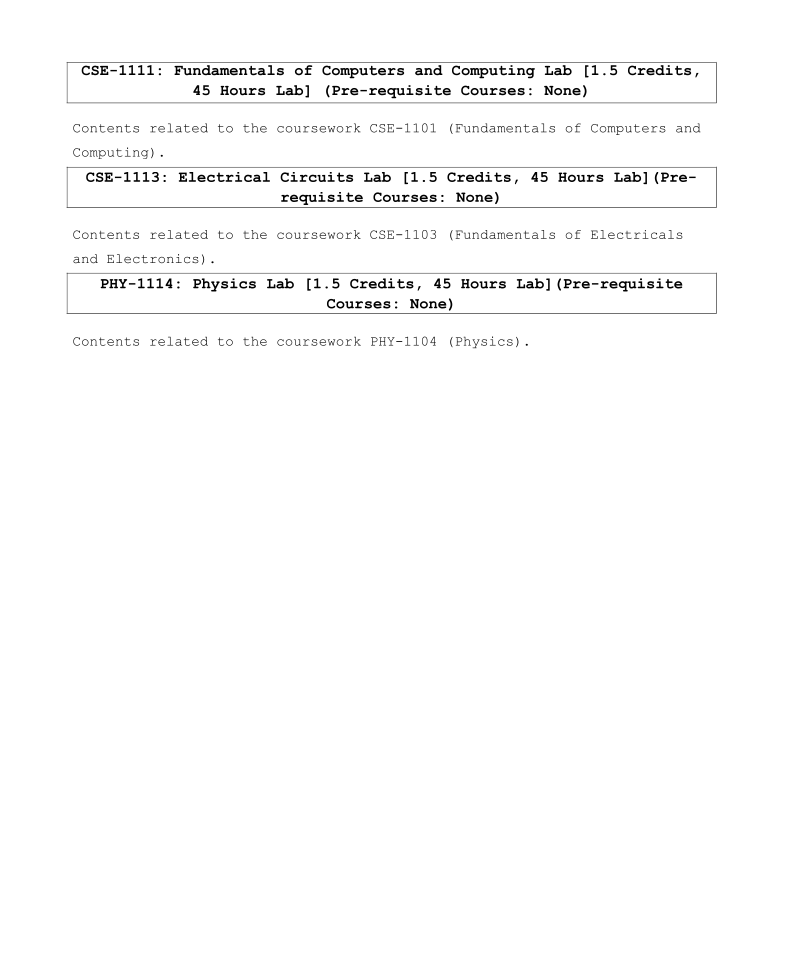 CSE-1111: Fundamentals of Computers and Computing Lab [1.5 Credits,
45 Hours Lab] (Pre-requisite Courses: None)
Contents related to the coursework CSE-1101 (Fundamentals of Computers and
Computing).
CSE-1113: Electrical Circuits Lab [1.5 Credits, 45 Hours Lab](Pre-
requisite Courses: None)
Contents related to the coursework CSE-1103 (Fundamentals of Electricals
and Electronics).
PHY-1114: Physics Lab [1.5 Credits, 45 Hours Lab](Pre-requisite
Courses: None)
Contents related to the coursework PHY-1104 (Physics).